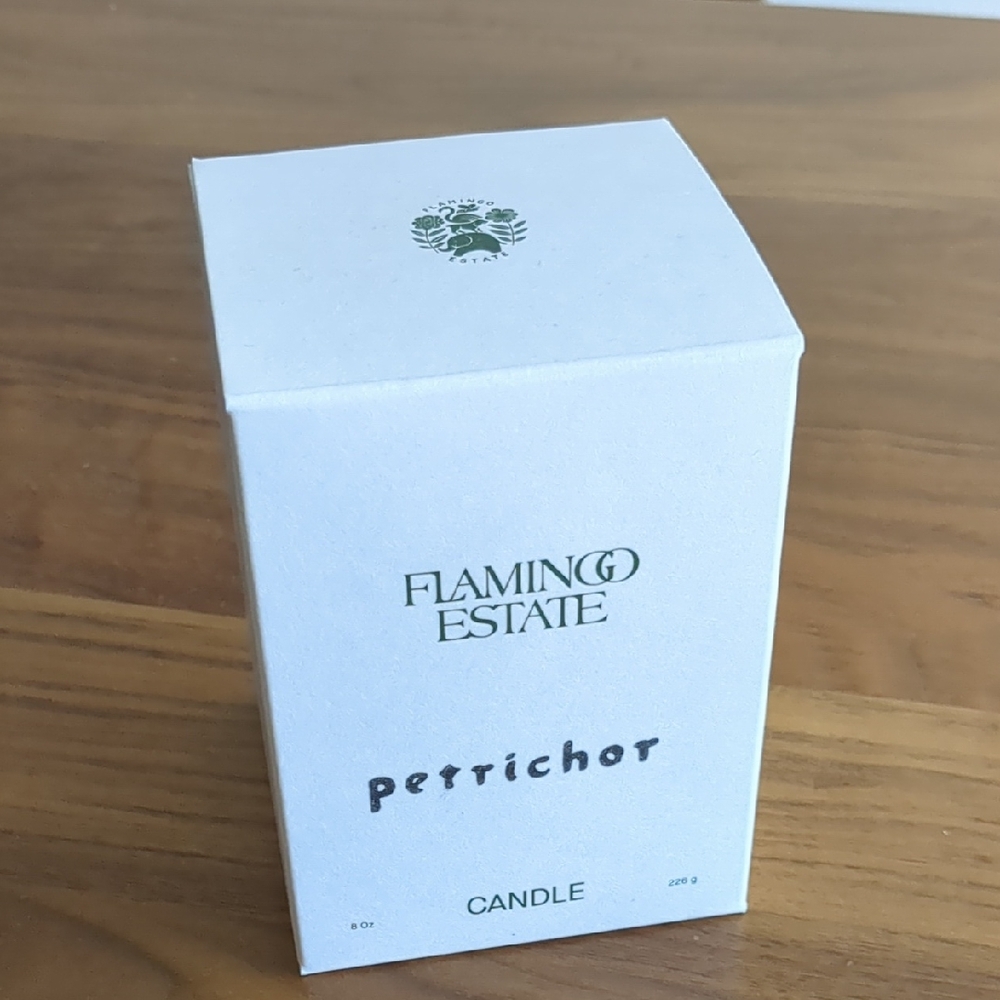 FLAMINGO
ESTATE
FLAMINGO
ESTATE
petrichor
CANDLE
8 Oz
226 g